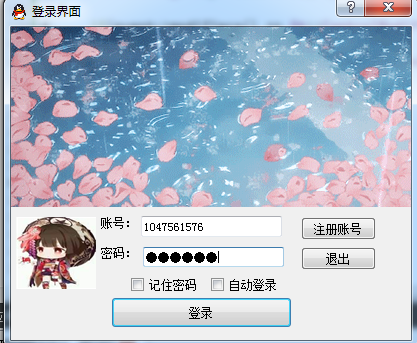 登录界面
账号： 1047561576 注册账号
密码： ●●●●●● 退出
记住密码 自动登录
登录